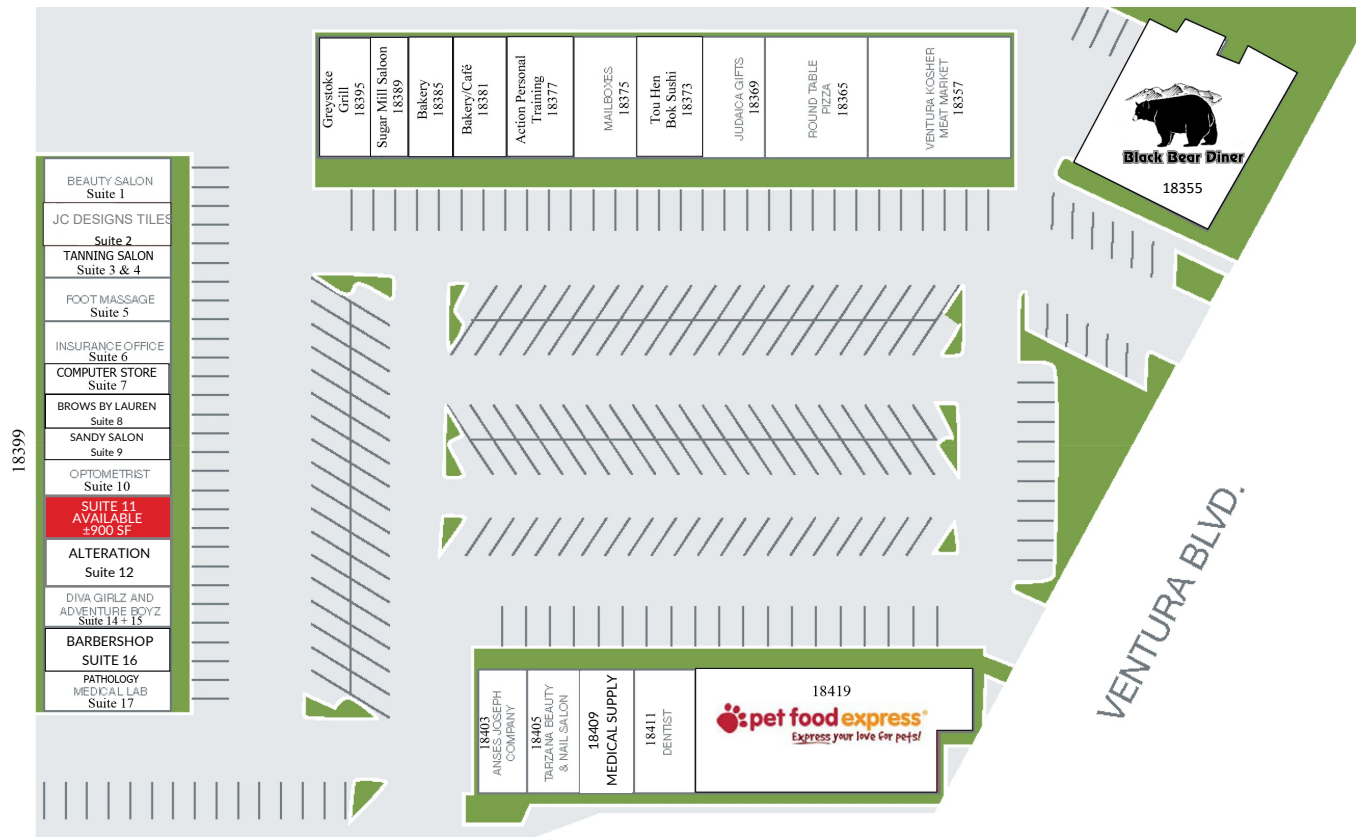 Greystoke
Grill
18395
Sugar Mill Saloon
18389
Bakery
18385
Bakery/Café
18381
Action Personal
Training
18377
MAILBOXES
18375
Tou Hen
Bok Sushi
18373
JUDAICA GIFTS
18369
ROUND TABLE
PIZZA
18365
VENTURA KOSHER
MEAT MARKET
18357
Black Bear Diner
18355
18399
BEAUTY SALON
Suite 1
JC DESIGNS TILES
Suite 2
TANNING SALON
Suite 3 & 4
FOOT MASSAGE
Suite 5
INSURANCE OFFICE
Suite 6
COMPUTER STORE
Suite 7
BROWS BY LAUREN
Suite 8
SANDY SALON
Suite 9
OPTOMETRIST
Suite 10
SUITE 11
AVAILABLE
±900 SF
ALTERATION
Suite 12
DIVA GIRLZ AND
ADVENTURE BOYZ
Suite 14 + 15
BARBERSHOP
SUITE 16
PATHOLOGY
MEDICAL LAB
Suite 17
VENTURA BLVD.
18403
ANSES JOSEPH
COMPANY
18405
TARZANA BEAUTY
& NAIL SALON
18409
MEDICAL SUPPLY
18411
DENTIST
18419
pet food express®
Express your love for pets!